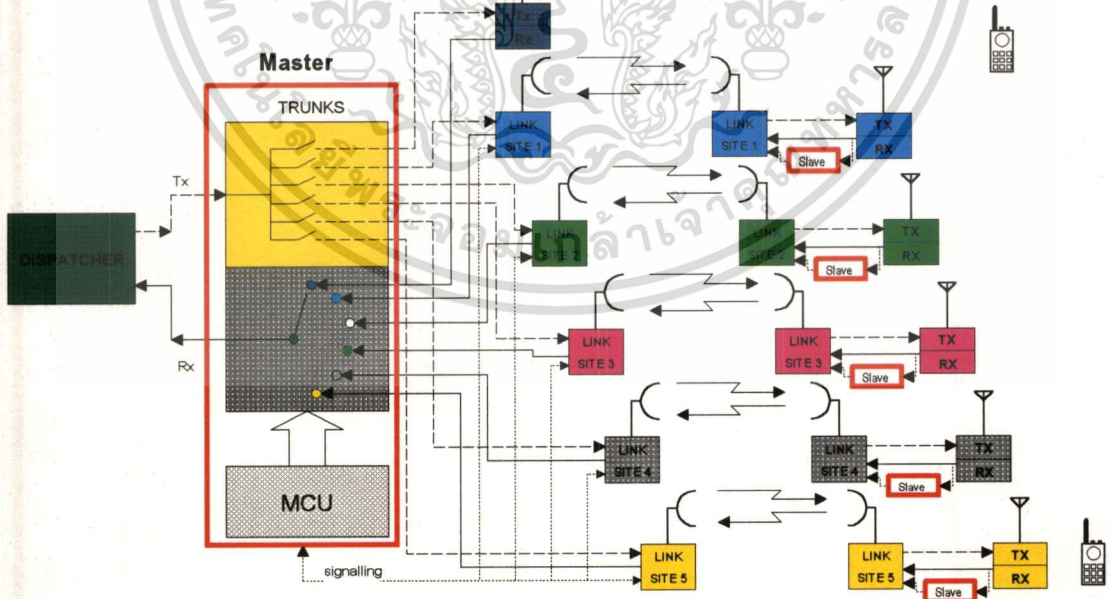 Tx
Rx
Master
TRUNKS
LINK
SITE 1
LINK
SITE 1
TX
RX
Slave
Tx
LINK
SITE 2
LINK
SITE 2
TX
RX
Slave
DISPATCHER
Rx
LINK
SITE 3
LINK
SITE 3
TX
RX
Slave
LINK
SITE 4
LINK
SITE 4
TX
RX
Slave
MCU
signalling
LINK
SITE 5
LINK
SITE 5
TX
RX
Slave